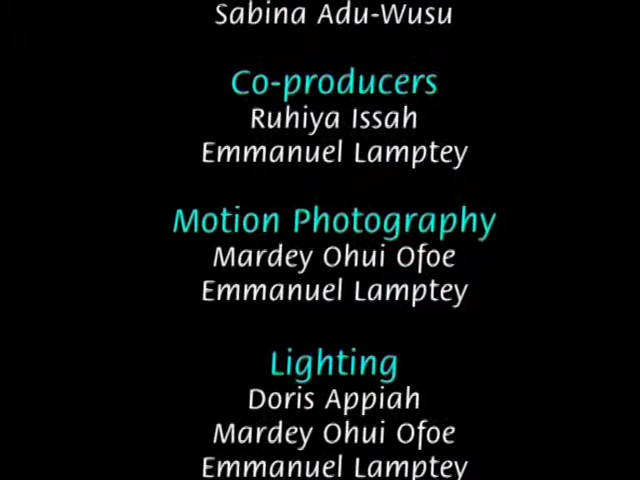 Sabina Adu-Wusu
Co-producers
Ruhiya Issah
Emmanuel Lamptey
Motion Photography
Mardey Ohui Ofoe
Emmanuel Lamptey
Lighting
Doris Appiah
Mardey Ohui Ofoe
Emmanuel Lamptey